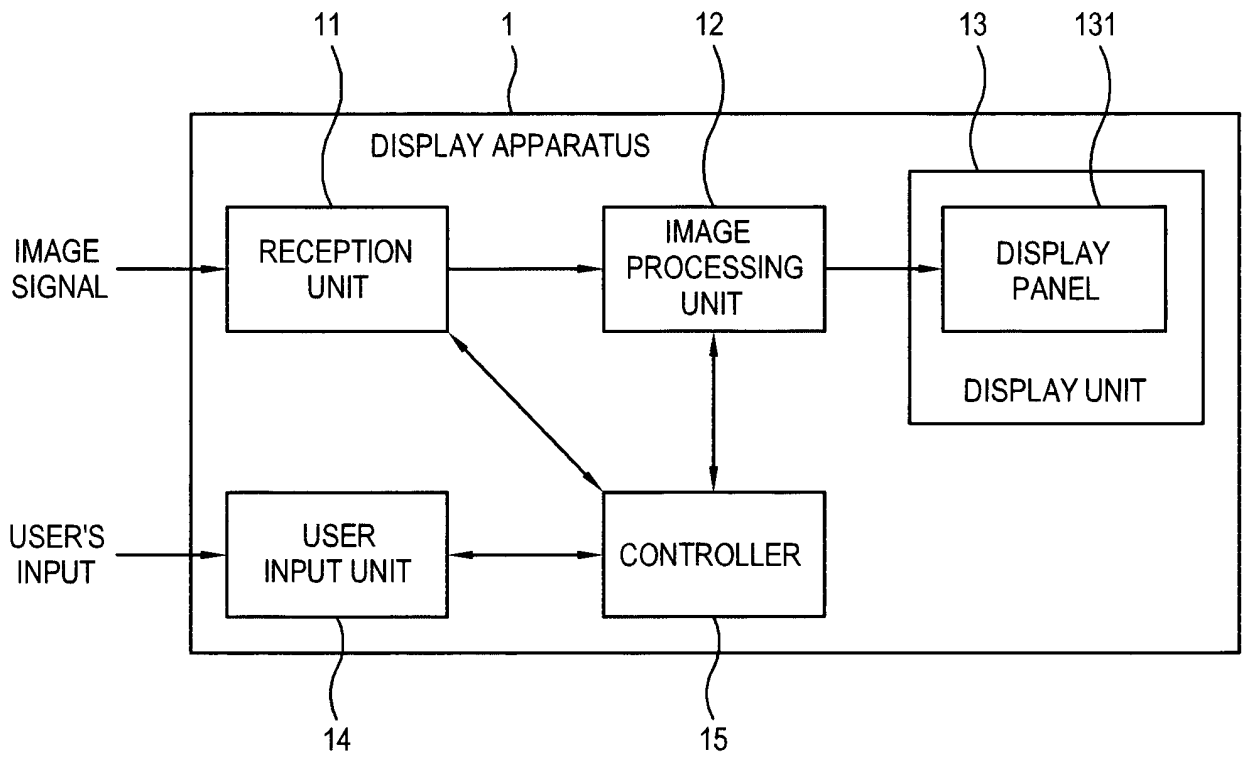 11
1
12
13
131
DISPLAY APPARATUS
IMAGE
SIGNAL
RECEPTION
UNIT
IMAGE
PROCESSING
UNIT
DISPLAY
PANEL
DISPLAY UNIT
USER'S
INPUT
USER
INPUT UNIT
CONTROLLER
14
15